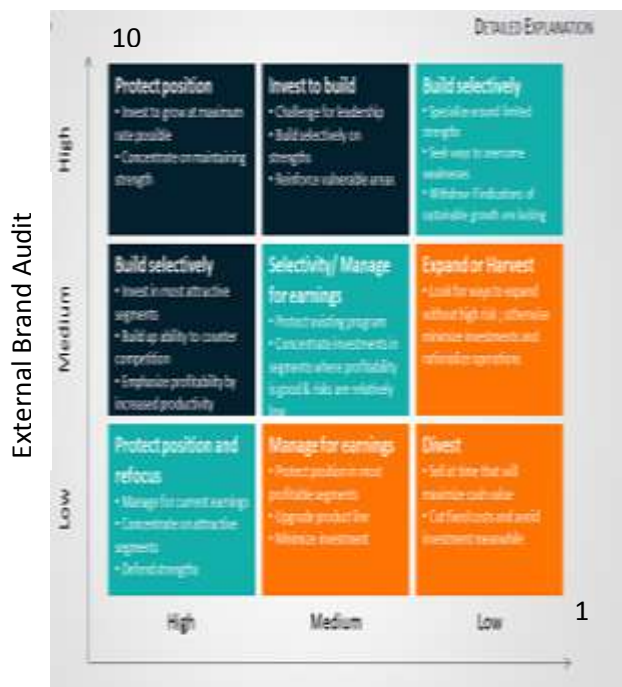 10
DETAILED EXPLANATION
External Brand Audit
High
Protect position
• Invest to grow at maximum
rate possible
• Concentrate on maintaining
strength
Invest to build
• Challenge for leadership
• Build selectively on
strengths
• Reinforce vulnerable areas
Build selectively
• Specialize around limited
strengths
• Seek ways to overcome
weaknesses
• Withdraw if indications of
sustainable growth are lacking
Medium
Build selectively
• Invest in most attractive
segments
• Build up ability to counter
competition
• Emphasize profitability by
increased productivity
Selectivity/ Manage
for earnings
• Protect existing program
• Concentrate investments in
segments where profitability
is good & risks are relatively
low
Expand or Harvest
• Look for ways to expand
without high risk ; otherwise
minimize investments and
rationalize operations
Low
Protect position and
refocus
• Manage for current earnings
• Concentrate on attractive
segments
• Defend strengths
Manage for earnings
• Protect position in most
profitable segments
• Upgrade product line
• Minimize investment
Divest
• Sell at time that will
maximize cash value
• Cut fixed costs and avoid
investment meanwhile
High
Medium
Low
1